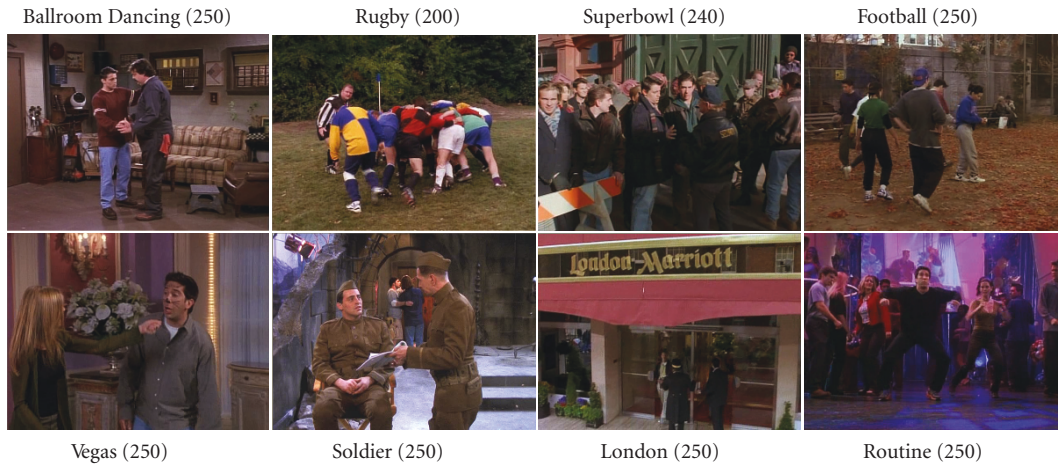 Ballroom Dancing (250)
Rugby (200)
Superbowl (240)
Football (250)
London Marriott
Vegas (250)
Soldier (250)
London (250)
Routine (250)